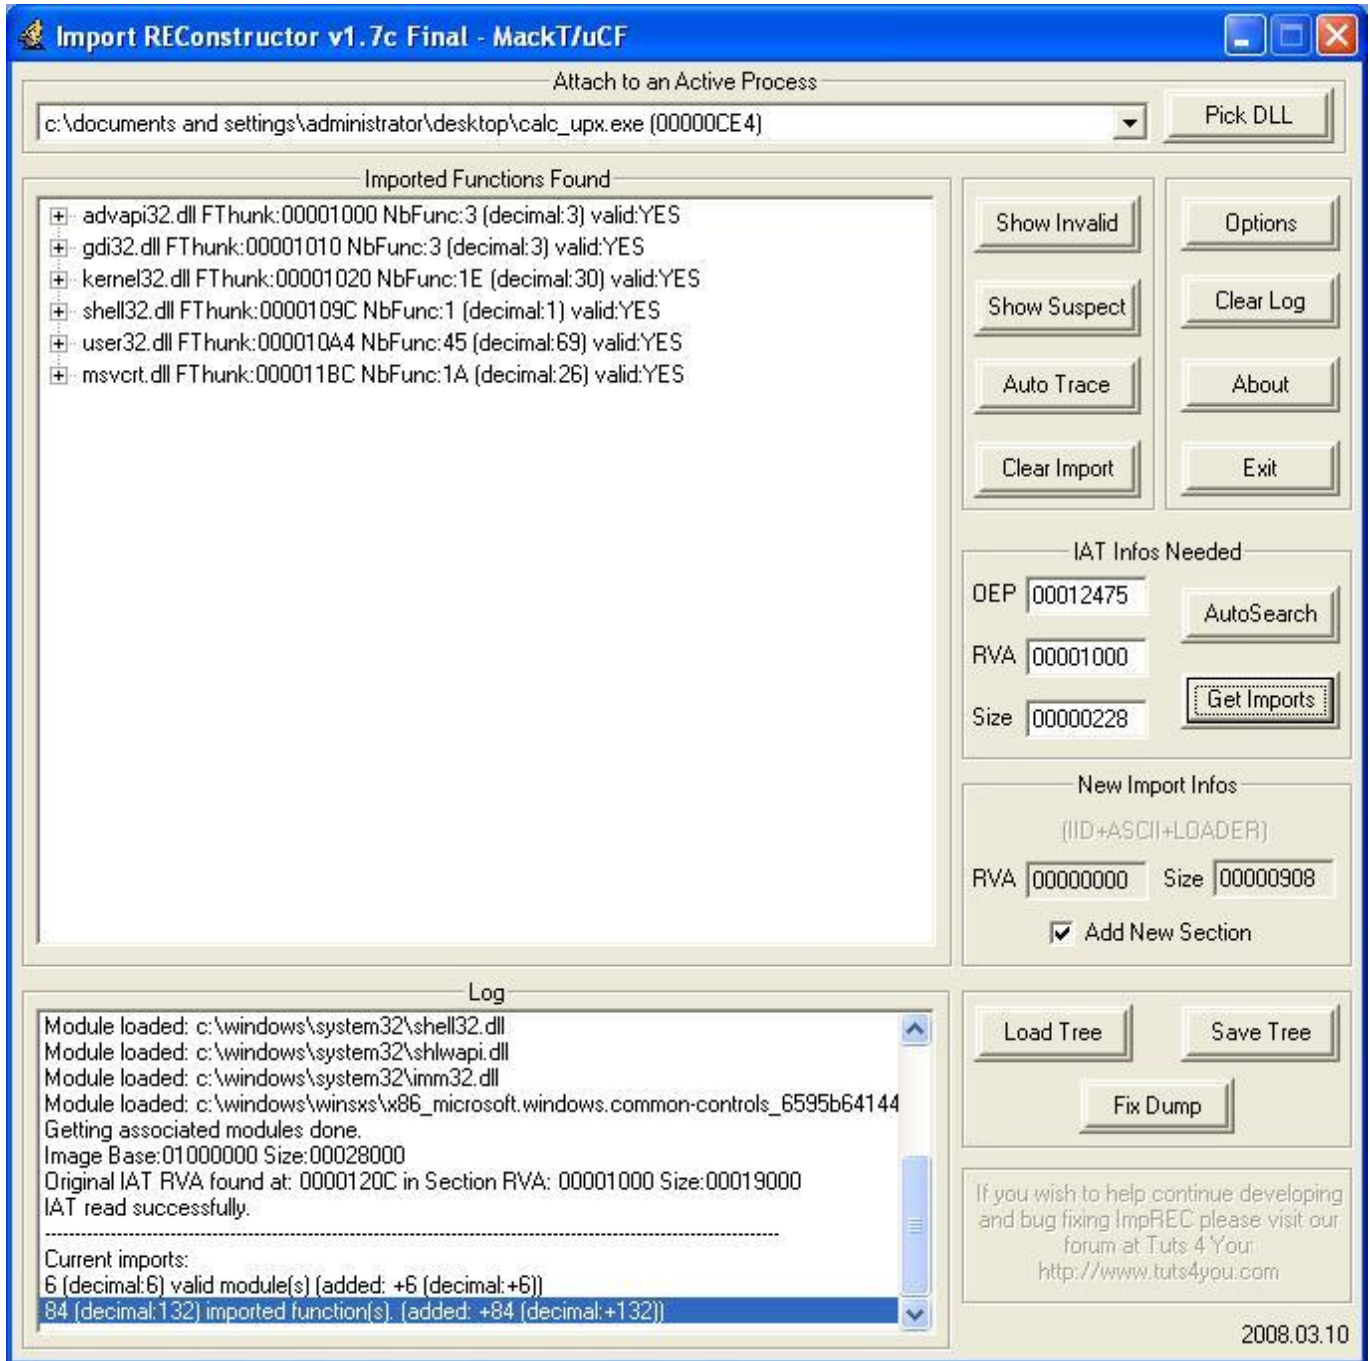 Import REConstructor v1.7c Final - MackT/uCF
Attach to an Active Process
c:\documents and settings\administrator\desktop\calc_upx.exe (00000CE4)
Pick DLL
Imported Functions Found
advapi32.dll FThunk:00001000 NbFunc:3 (decimal:3) valid:YES
gdi32.dll FThunk:00001010 NbFunc:3 (decimal:3) valid:YES
kernel32.dll FThunk:00001020 NbFunc:1E (decimal:30) valid:YES
shell32.dll FThunk:0000109C NbFunc:1 (decimal:1) valid:YES
user32.dll FThunk:000010A4 NbFunc:45 (decimal:69) valid:YES
msvcrt.dll FThunk:000011BC NbFunc:1A (decimal:26) valid:YES
Show Invalid
Options
Show Suspect
Clear Log
Auto Trace
About
Clear Import
Exit
IAT Infos Needed
OEP 00012475
AutoSearch
RVA 00001000
Size 00000228
Get Imports
New Import Infos
(IID+ASCII+LOADER)
RVA 00000000 Size 00000908
Add New Section
Log
Module loaded: c:\windows\system32\shell32.dll
Module loaded: c:\windows\system32\shlwapi.dll
Module loaded: c:\windows\system32\imm32.dll
Module loaded: c:\windows\winsxs\x86_microsoft.windows.common-controls_6595b64144
Getting associated modules done.
Image Base:01000000 Size:00028000
Original IAT RVA found at: 0000120C in Section RVA: 00001000 Size:00019000
IAT read successfully.
Current imports:
6 (decimal:6) valid module(s) (added: +6 (decimal:+6))
84 (decimal:132) imported function(s). (added: +84 (decimal:+132))
Load Tree
Save Tree
Fix Dump
If you wish to help continue developing
and bug fixing ImpREC please visit our
forum at Tuts 4 You:
http://www.tuts4you.com
2008.03.10